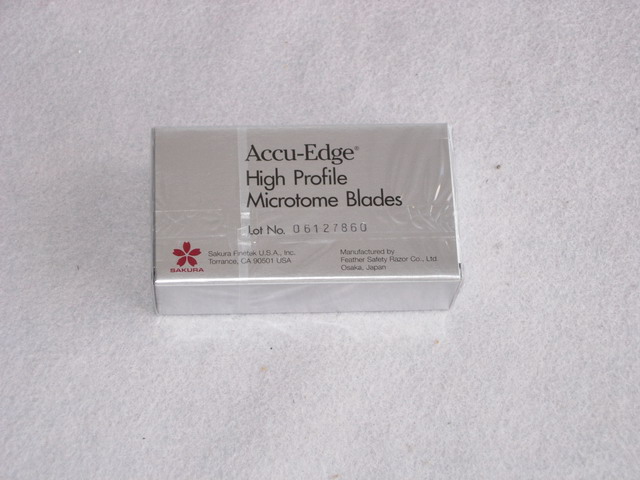 Accu-Edge®
High Profile
Microtome Blades
Lot No. 06127860
SAKURA
Sakura Finetek U.S.A., Inc.
Torrance, CA 90501 USA
Manufactured by
Feather Safety Razor Co., Ltd
Osaka, Japan